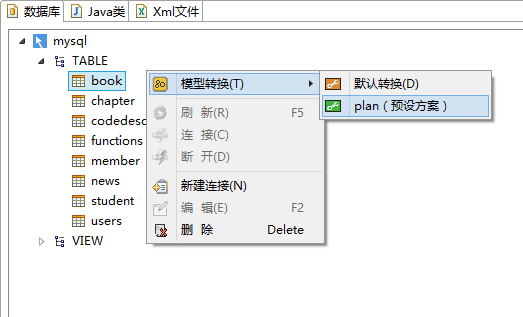 数据库 Java类 Xml文件
mysql
TABLE
book
chapter
codedesc
functions
member
news
student
users
VIEW
模型转换(T)
刷 新(R) F5
连 接(C)
断 开(D)
新建连接(N)
编 辑(E) F2
删 除 Delete
默认转换(D)
plan（预设方案）